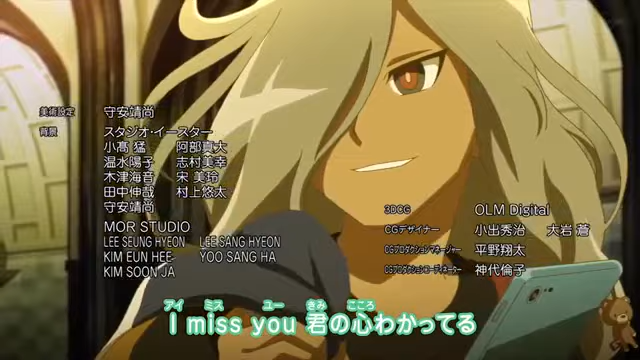 美術設定 守安靖尚
背景 スタジオ・イースター
小髙 猛 阿部真大
温水陽子 志村美幸
木津海音 宋 美玲
田中伸哉 村上悠太
守安靖尚
MOR STUDIO
LEE SEUNG HYEON LEE SANG HYEON
KIM EUN HEE YOO SANG HA
KIM SOON JA
3DCG OLM Digital
CGデザイナー 小出秀治 大岩 蒼
CGプロダクションマネージャー 平野翔太
CGプロダクションコーディネーター 神代倫子
アイ ミス ユー きみ こころ
I miss you 君の心わかってる